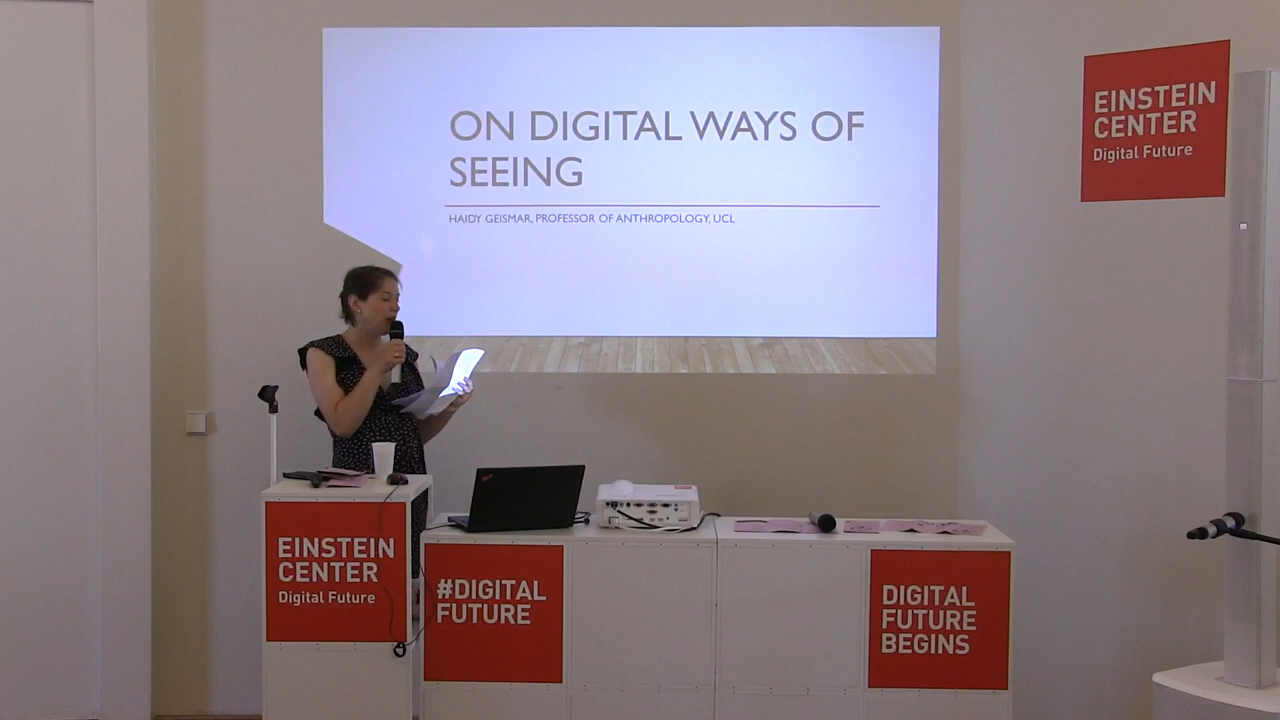 ON DIGITAL WAYS OF
SEEING
HAIDY GEISMAR, PROFESSOR OF ANTHROPOLOGY, UCL
EINSTEIN
CENTER
Digital Future
EINSTEIN
CENTER
Digital Future
#DIGITAL
FUTURE
DIGITAL
FUTURE
BEGINS